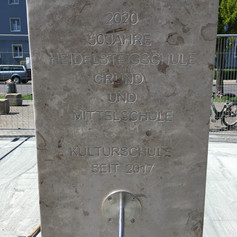 2020
50 JAHRE
GRUND
UND
MITTELSCHULE
KULTURSCHULE
SEIT 2017